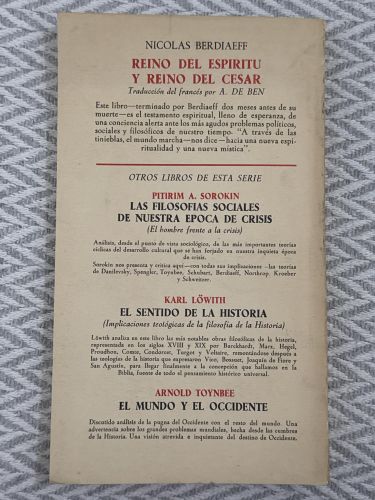 NICOLAS BERDIAEFF
REINO DEL ESPIRITU
Y REINO DEL CESAR
Traducción del francés por A. DE BEN
Este libro—terminado por Berdiaeff dos meses antes de su
muerte—es el testamento espiritual, lleno de esperanza, de
una conciencia alerta ante los más agudos problemas políticos,
sociales y filosóficos de nuestro tiempo. "A través de las
tinieblas, el mundo marcha—nos dice—hacia una nueva espi-
ritualidad y una nueva mística".
OTROS LIBROS DE ESTA SERIE
PITIRIM A. SOROKIN
LAS FILOSOFIAS SOCIALES
DE NUESTRA EPOCA DE CRISIS
(El hombre frente a la crisis)
Análisis, desde el punto de vista sociológico, de las más importantes teorías
cíclicas del desarrollo cultural que se han forjado en nuestra inquieta época
de crisis.
Sorokin nos presenta y critica aquí—con todas sus implicaciones—las teorías
de Danilevsky, Spengler, Toynbee, Schubart, Berdiaeff, Northrop, Kroeber
y Schweitzer.
KARL LÖWITH
EL SENTIDO DE LA HISTORIA
(Implicaciones teológicas de la filosofía de la Historia)
Löwith analiza en este libro las más notables obras filosóficas de la historia,
representada en los siglos XVIII y XIX por Burckhardt, Marx, Hegel,
Proudhon, Comte, Condorcet, Turgot y Voltaire, remontándose después a
las teologías de la historia que expresaron Vico, Bossuet, Joaquín de Fiore y
San Agustín, para llegar finalmente a la concepción que hallamos en la
Biblia, fuente de todo el pensamiento histórico universal.
ARNOLD TOYNBEE
EL MUNDO Y EL OCCIDENTE
Discutido análisis de la pugna del Occidente con el resto del mundo. Una
advertencia sobre los grandes problemas mundiales, hecha desde las cumbres
de la Historia. Una visión atrevida e inquietante del destino de Occidente.